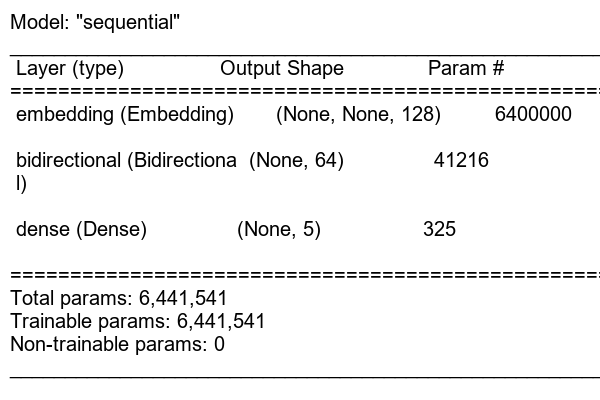 Model: "sequential"
Layer (type) Output Shape Param #
embedding (Embedding) (None, None, 128) 6400000
bidirectional (Bidirectiona (None, 64) 41216
l)
dense (Dense) (None, 5) 325
Total params: 6,441,541
Trainable params: 6,441,541
Non-trainable params: 0